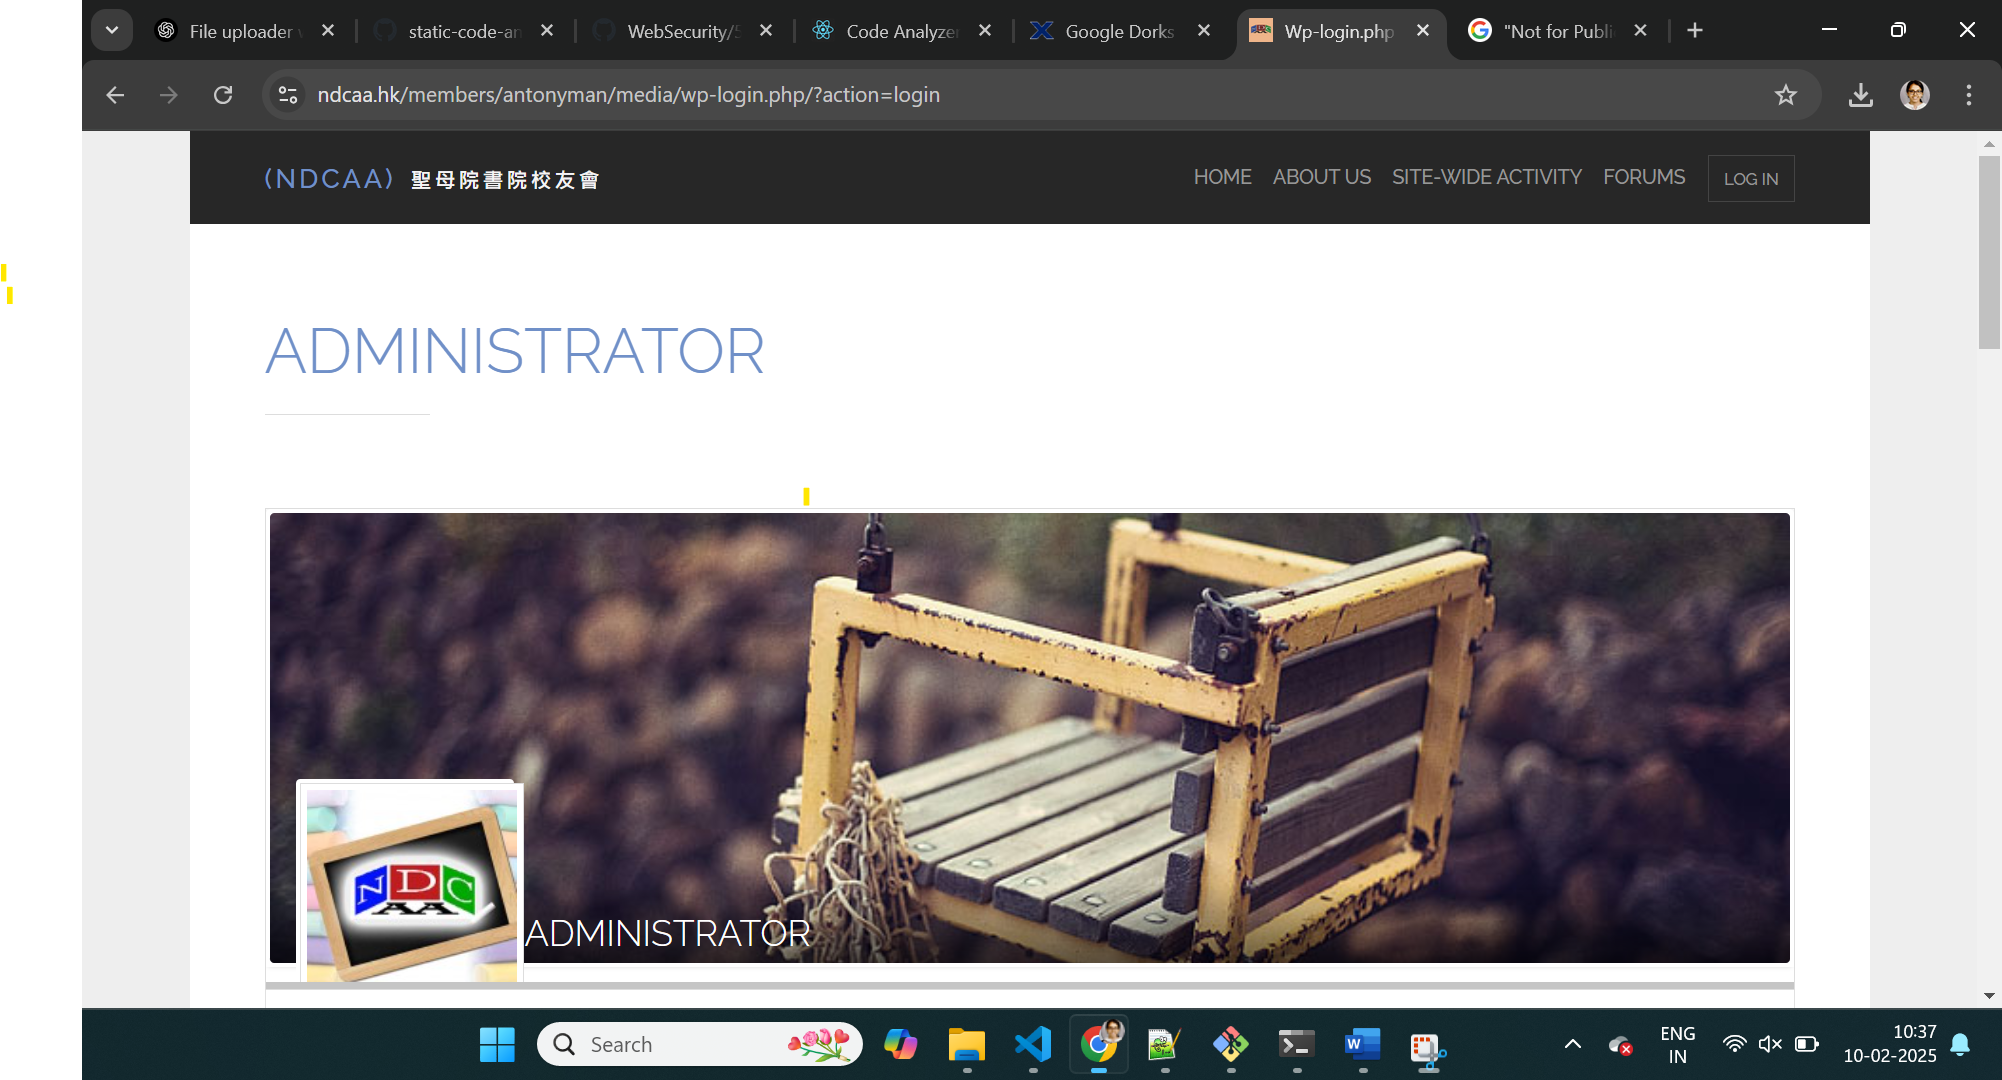 File uploader
static-code-an
WebSecurity/5
Code Analyzer
Google Dorks
Wp-login.php
"Not for Publi
ndcaa.hk/members/antonyman/media/wp-login.php/?action=login
(NDCAA) 聖母院書院校友會
HOME ABOUT US SITE-WIDE ACTIVITY FORUMS LOG IN
ADMINISTRATOR
NDC
AA
ADMINISTRATOR
Search
ENG
IN
10:37
10-02-2025